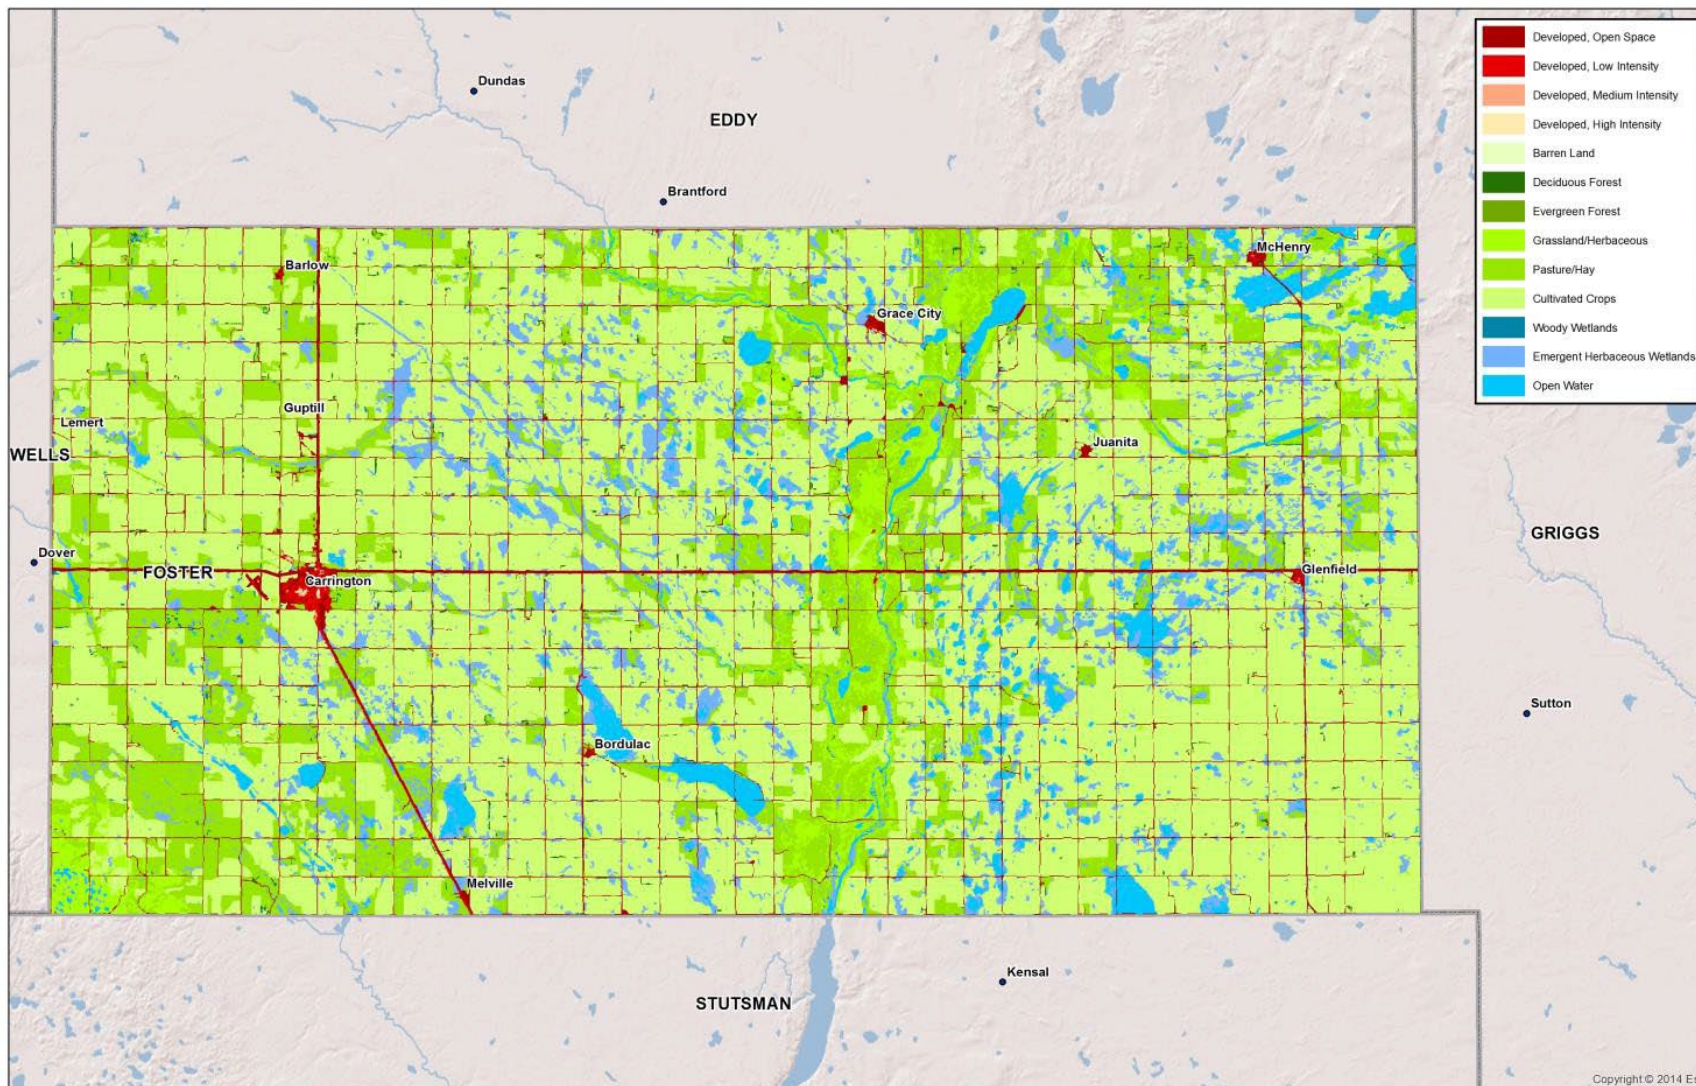 Developed, Open Space
Developed, Low Intensity
Developed, Medium Intensity
Developed, High Intensity
Barren Land
Deciduous Forest
Evergreen Forest
Grassland/Herbaceous
Pasture/Hay
Cultivated Crops
Woody Wetlands
Emergent Herbaceous Wetlands
Open Water
Dundas
EDDY
Brantford
McHenry
Barlow
Grace City
Guptill
Lemert
Juanita
WELLS
GRIGGS
Dover
FOSTER
Carrington
Glenfield
Sutton
Bordulac
Melville
Kensal
STUTSMAN
Copyright © 2014 Es